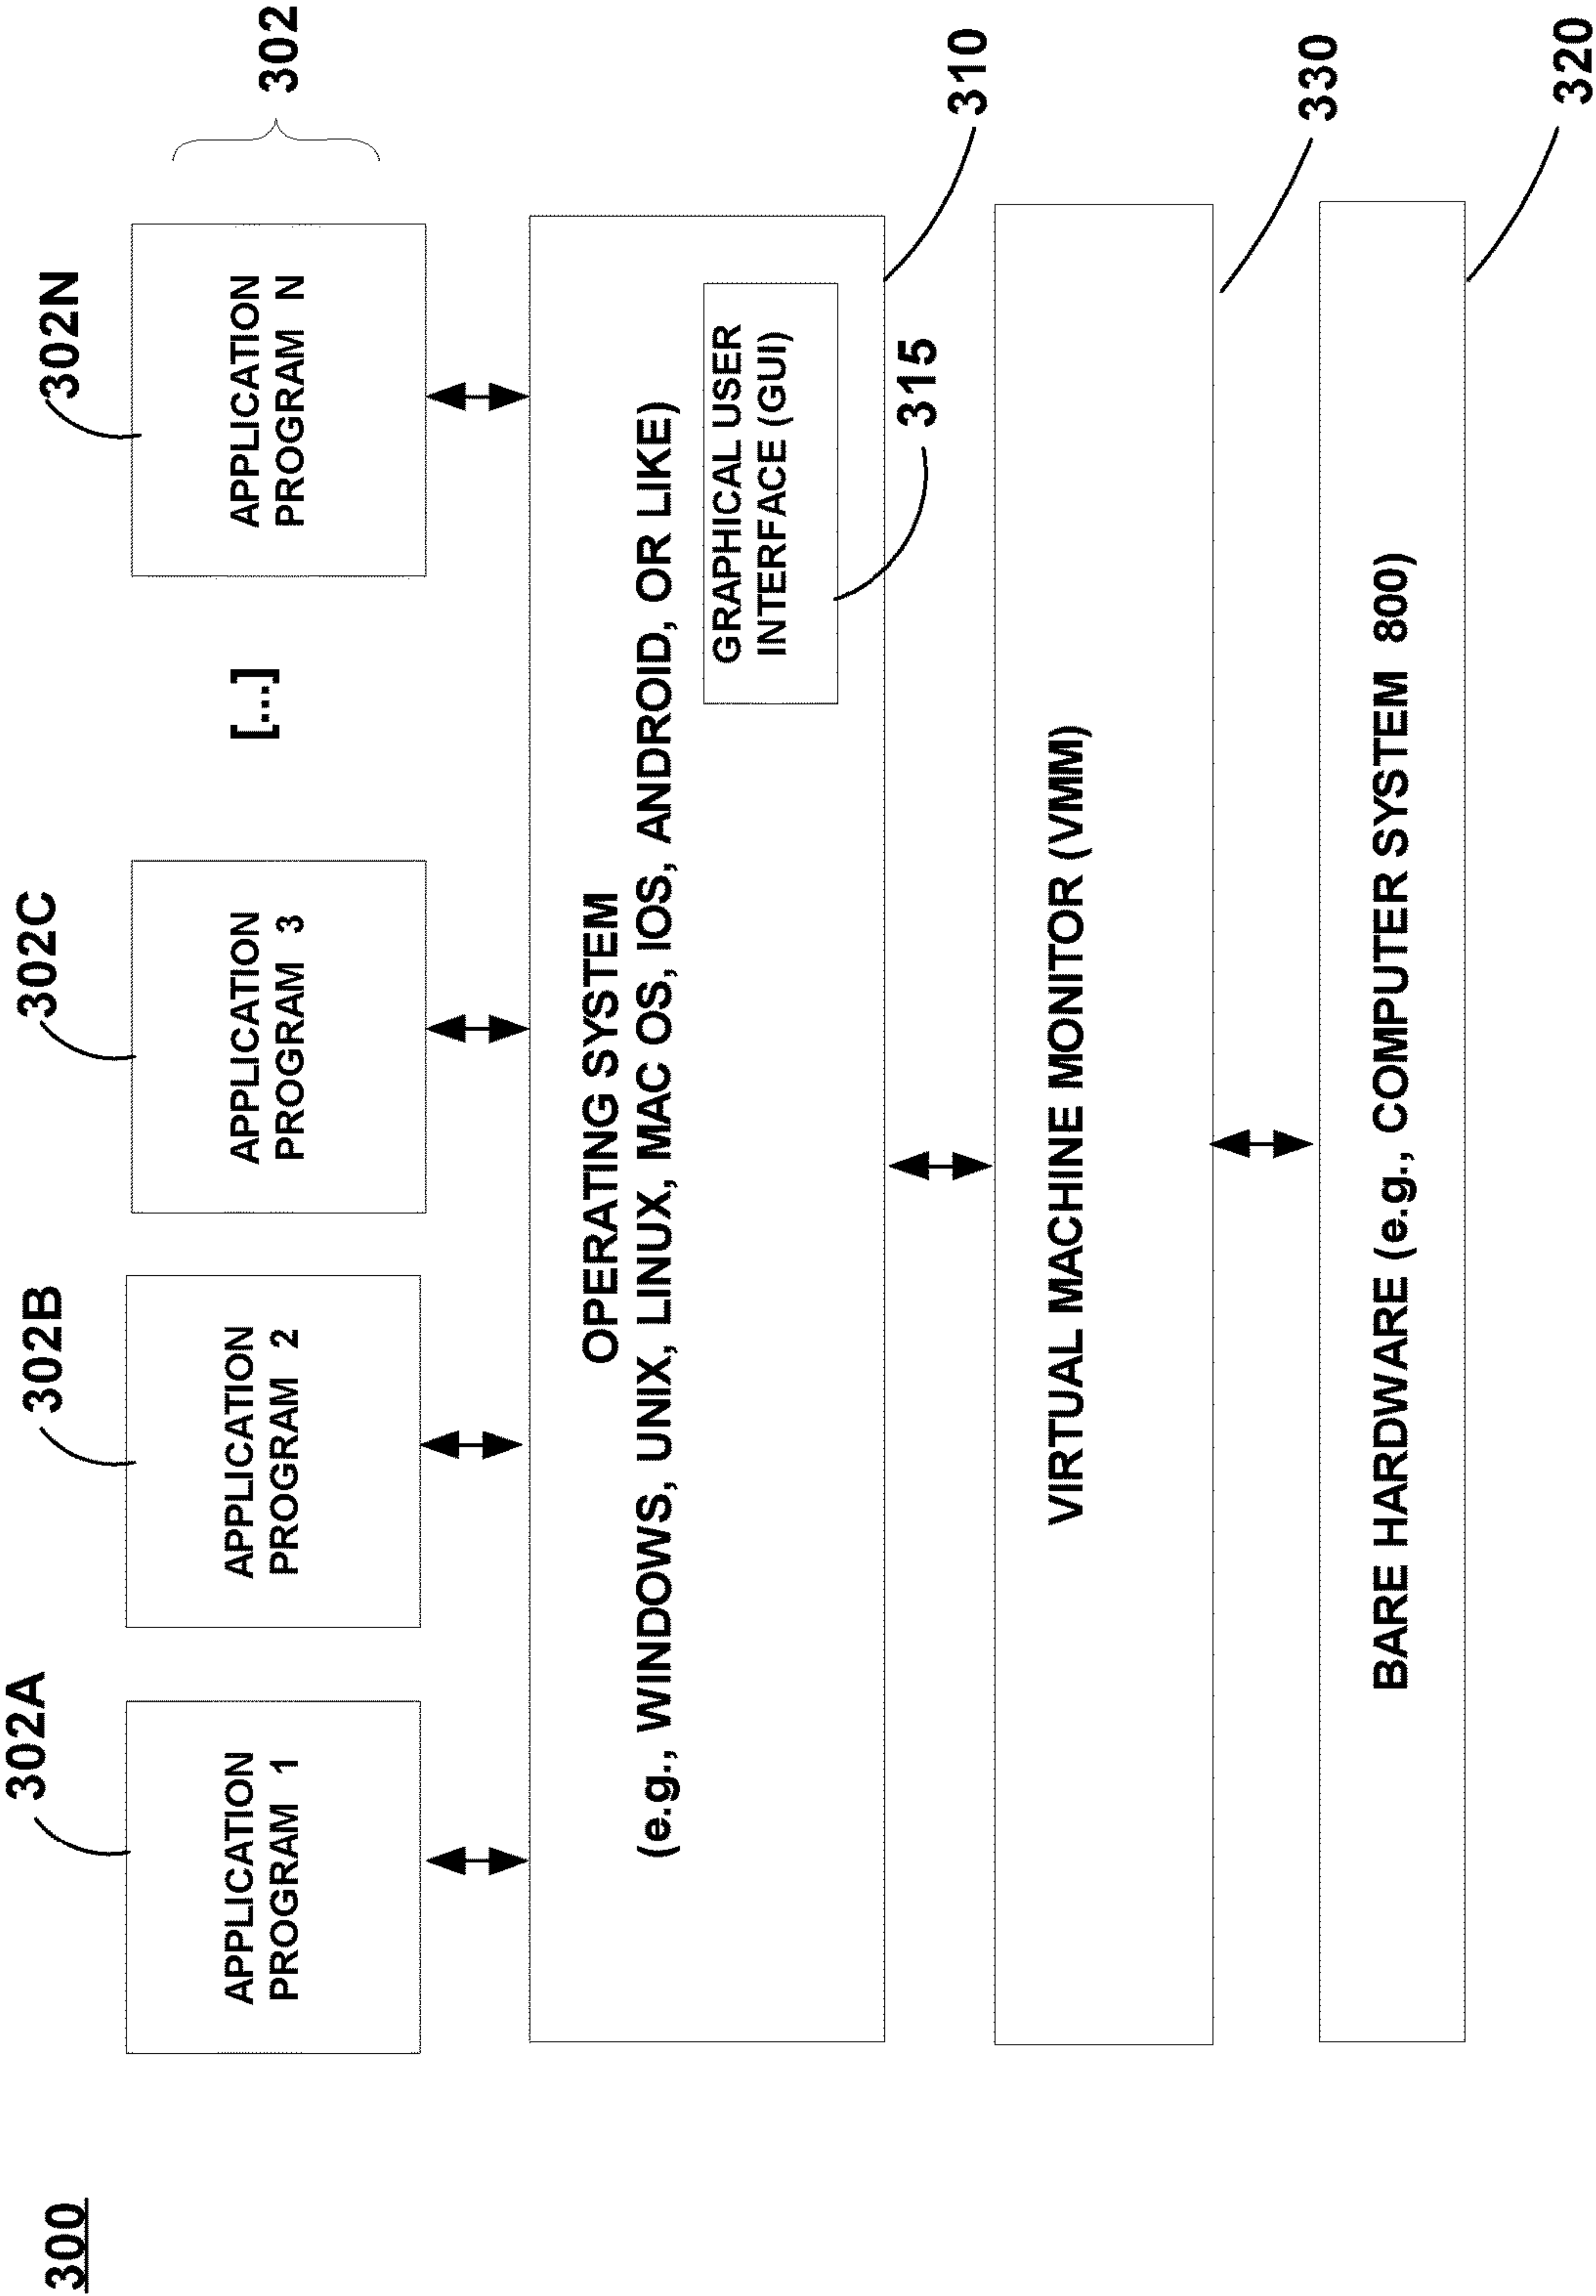 300
302A
302B
302C
302N
302
APPLICATION
PROGRAM 1
APPLICATION
PROGRAM 2
APPLICATION
PROGRAM 3
[...]
APPLICATION
PROGRAM N
OPERATING SYSTEM
(e.g., WINDOWS, UNIX, LINUX, MAC OS, IOS, ANDROID, OR LIKE)
GRAPHICAL USER
INTERFACE (GUI)
315
310
VIRTUAL MACHINE MONITOR (VMM)
330
BARE HARDWARE (e.g., COMPUTER SYSTEM 800)
320